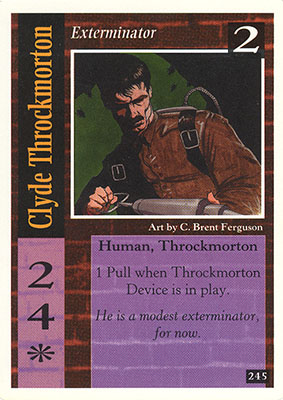 Exterminator
2
Clyde Throckmorton
Art by C. Brent Ferguson
Human, Throckmorton
1 Pull when Throckmorton
Device is in play.
He is a modest exterminator,
for now.
2
4
*
245